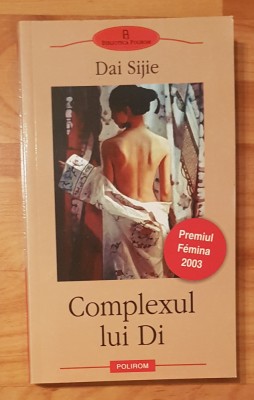 BIBLIOTECA POLIROM
Dai Sijie
Premiul
Fémina
2003
Complexul
lui Di
POLIROM